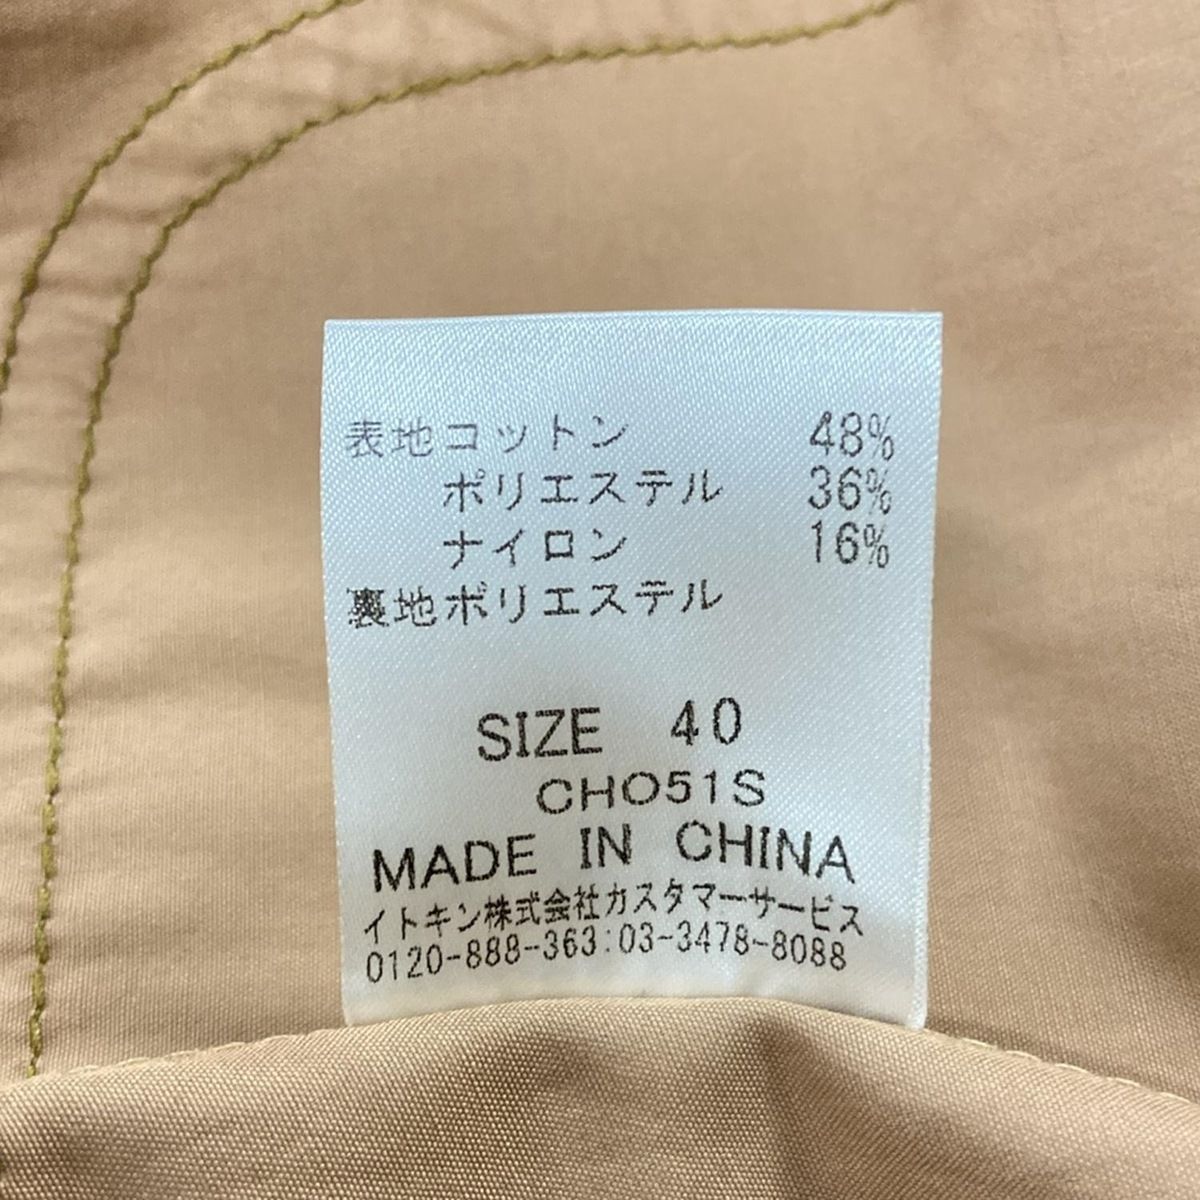 表地コットン 48%
ポリエステル 36%
ナイロン 16%
裏地ポリエステル
SIZE 40
CHO51S
MADE IN CHINA
イトキン株式会社カスタマーサービス
0120-888-363:03-3478-8088